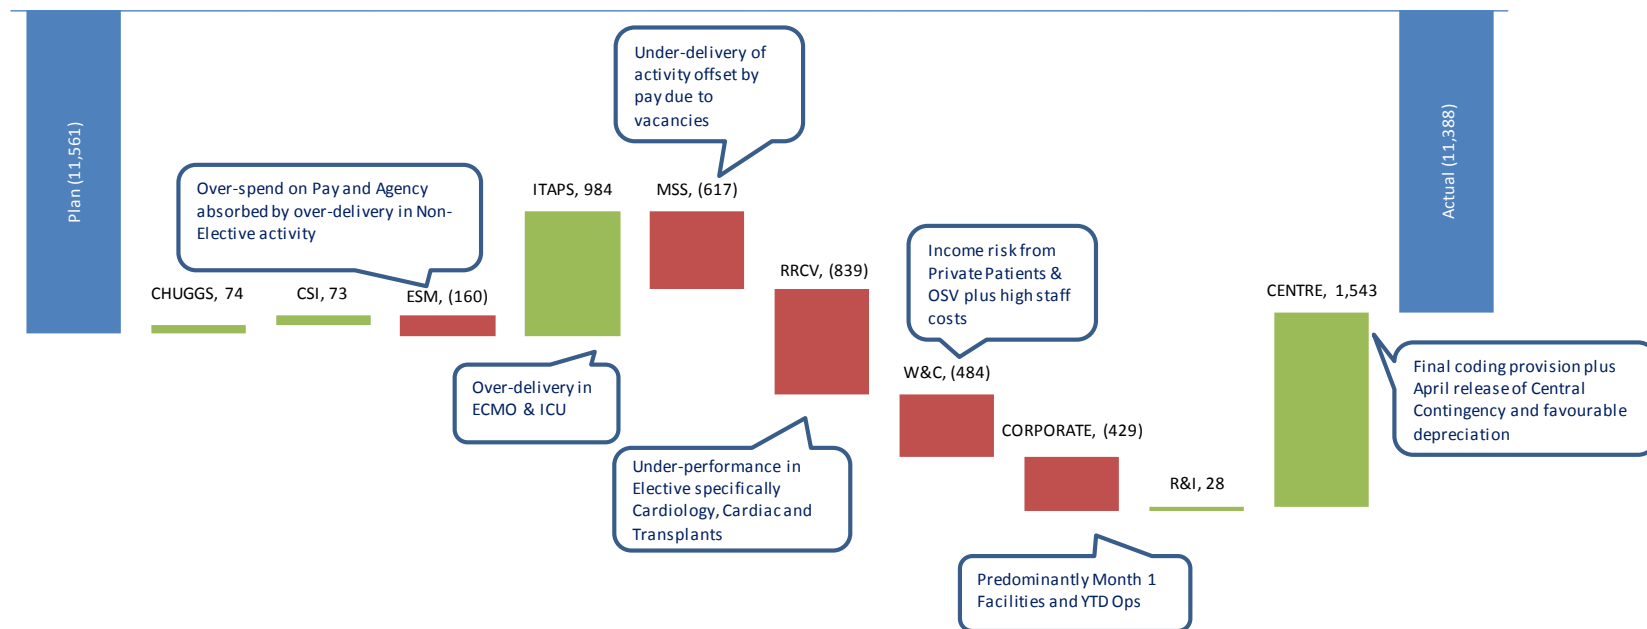 Plan (11,561)
CHUGGS, 74
Over-spend on Pay and Agency
absorbed by over-delivery in Non-
Elective activity
CSI, 73
ESM, (160)
ITAPS, 984
Over-delivery in
ECMO & ICU
Under-delivery of
activity offset by
pay due to
vacancies
MSS, (617)
RRCV, (839)
Under-performance in
Elective specifically
Cardiology, Cardiac and
Transplants
Income risk from
Private Patients &
OSV plus high staff
costs
W&C, (484)
CORPORATE, (429)
Predominantly Month 1
Facilities and YTD Ops
R&I, 28
CENTRE, 1,543
Final coding provision plus
April release of Central
Contingency and favourable
depreciation
Actual (11,388)